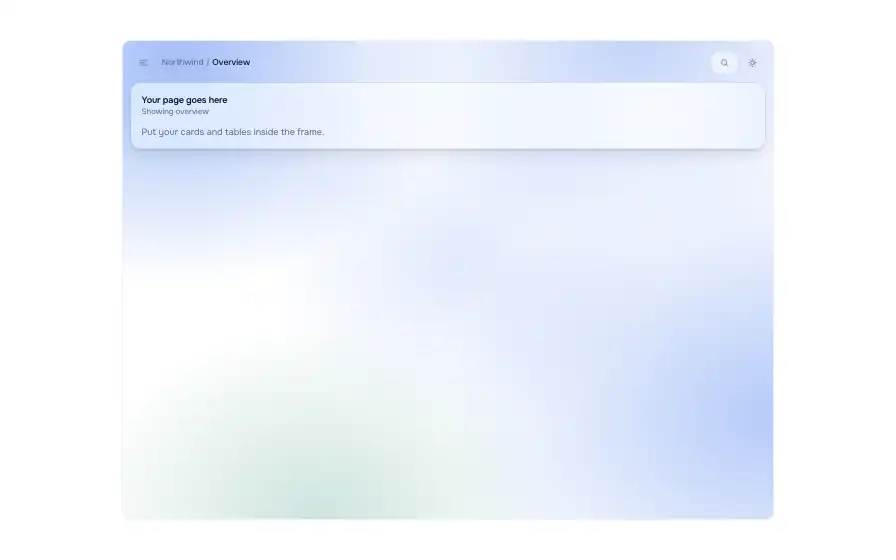 Northwind / Overview
Your page goes here
Showing overview
Put your cards and tables inside the frame.